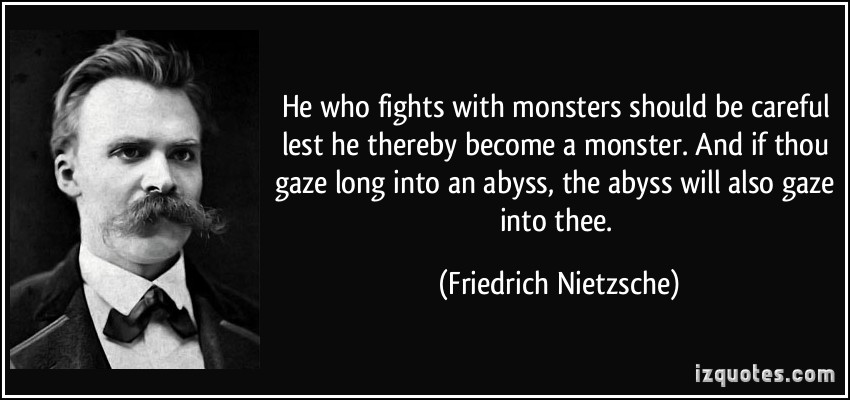 He who fights with monsters should be careful
lest he thereby become a monster. And if thou
gaze long into an abyss, the abyss will also gaze
into thee.
(Friedrich Nietzsche)
izquotes.com